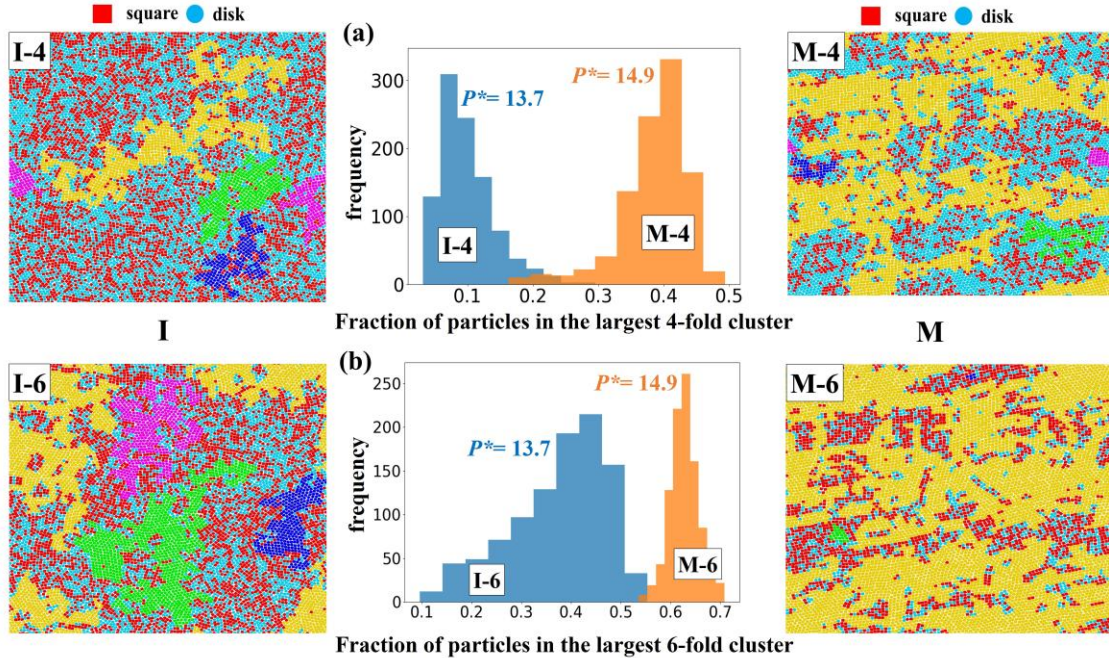 square disk
square disk
I-4
(a)
M-4
300
200
100
0
frequency
P*= 13.7
P*= 14.9
I-4
M-4
0.1 0.2 0.3 0.4 0.5
Fraction of particles in the largest 4-fold cluster
I
M
I-6
(b)
M-6
250
200
150
100
50
0
frequency
P*= 14.9
P*= 13.7
I-6
M-6
0.1 0.2 0.3 0.4 0.5 0.6 0.7
Fraction of particles in the largest 6-fold cluster